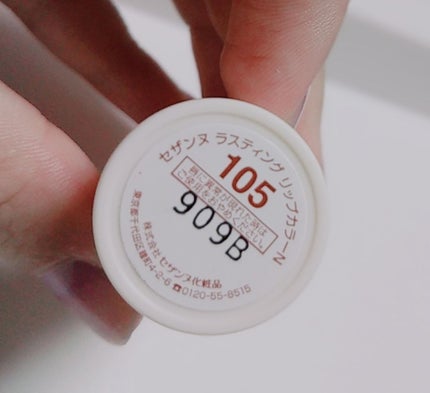 セザンヌ ラスティング リップカラーN
105
唇に異常が現れた時は
ご使用をおやめください。
909B
株式会社セザンヌ化粧品
東京都千代田区麹町4-2-6 ☎0120-55-8515